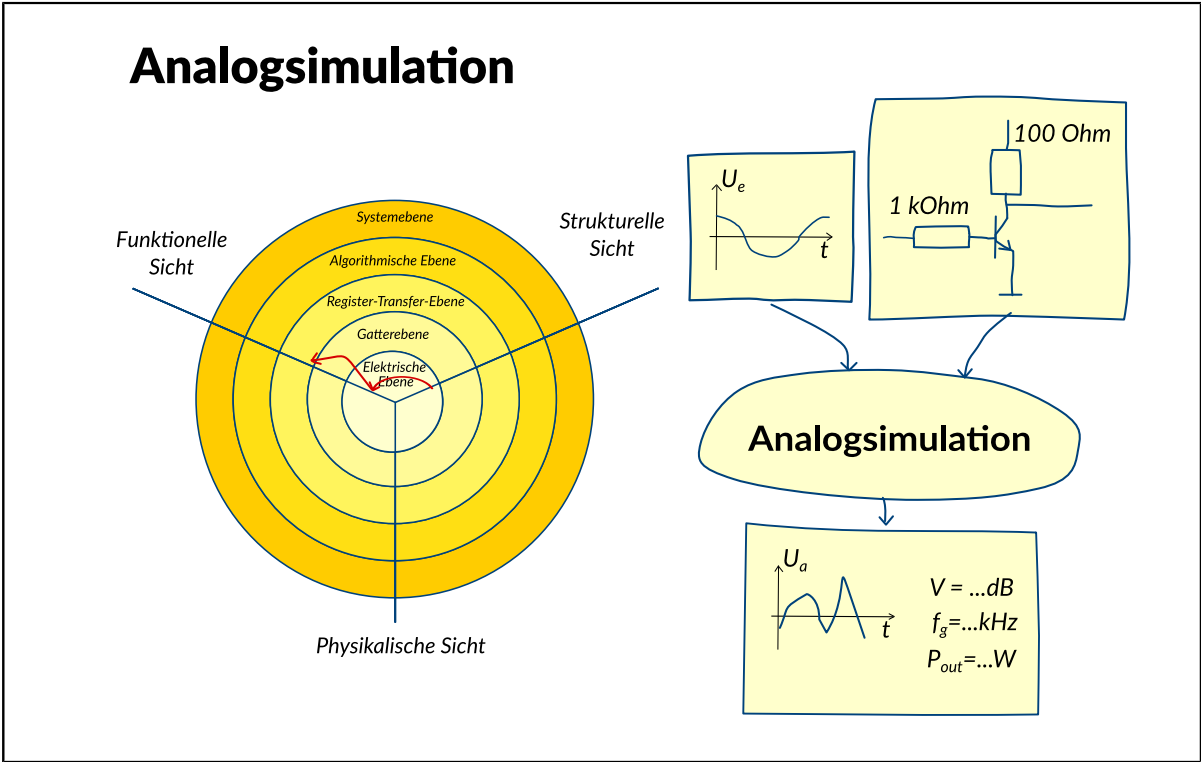 Analogsimulation
Funktionelle
Sicht
Strukturelle
Sicht
Systemebene
Algorithmische Ebene
Register-Transfer-Ebene
Gatterebene
Elektrische
Ebene
Physikalische Sicht
Ue
t
100 Ohm
1 kOhm
Analogsimulation
Ua
t
V = ...dB
fg=...kHz
Pout=...W